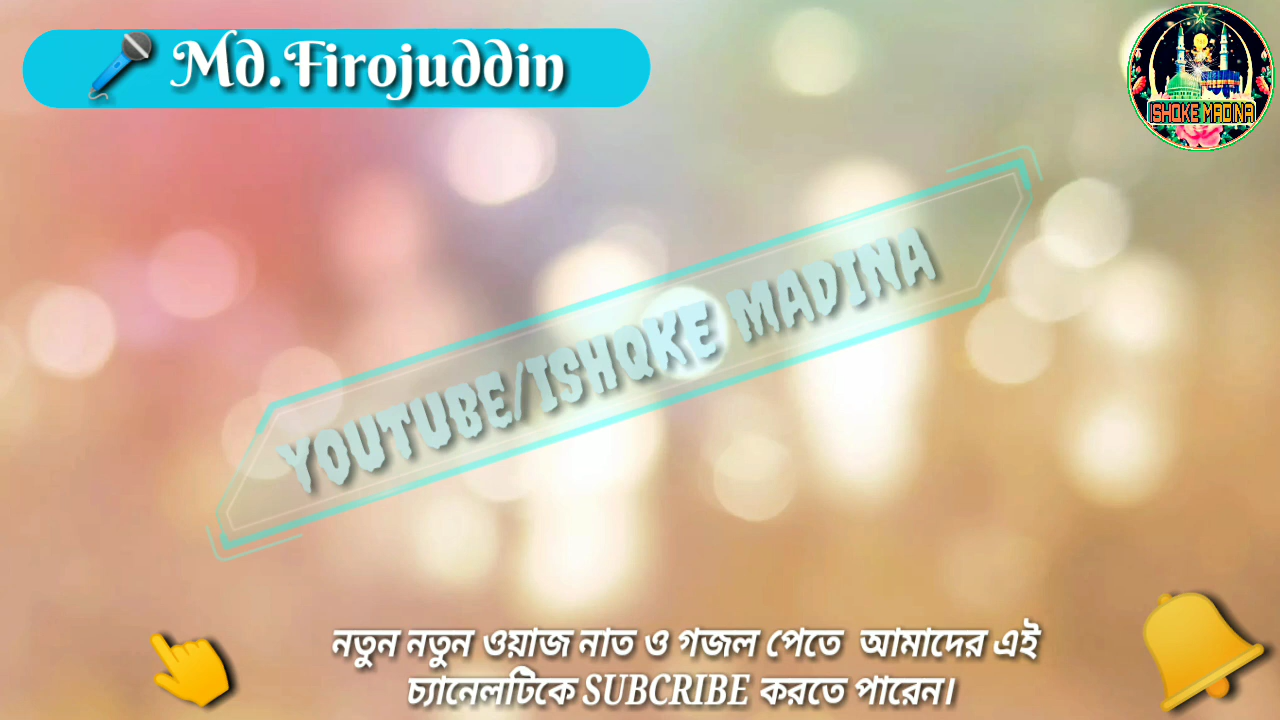 Md.Firojuddin
ISHQKE MADINA
YOUTUBE/ISHQKE MADINA
নতুন নতুন ওয়াজ নাত ও গজল পেতে আমাদের এই
চ্যানেলটিকে SUBCRIBE করতে পারেন।